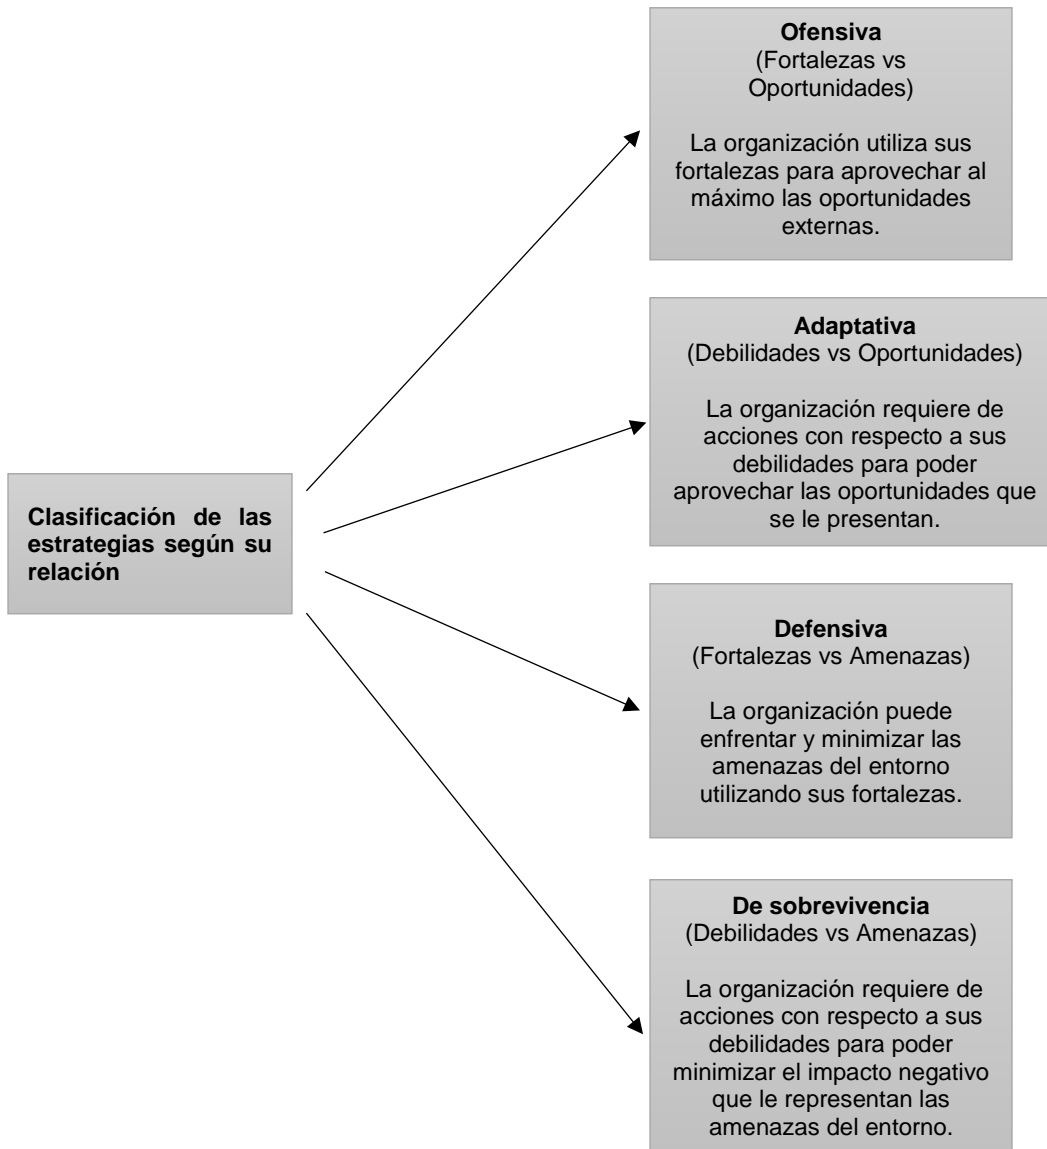 Ofensiva
(Fortalezas vs
Oportunidades)
La organización utiliza sus
fortalezas para aprovechar al
máximo las oportunidades
externas.
Adaptativa
(Debilidades vs Oportunidades)
La organización requiere de
acciones con respecto a sus
debilidades para poder
aprovechar las oportunidades que
se le presentan.
Clasificación de las
estrategias según su
relación
Defensiva
(Fortalezas vs Amenazas)
La organización puede
enfrentar y minimizar las
amenazas del entorno
utilizando sus fortalezas.
De sobrevivencia
(Debilidades vs Amenazas)
La organización requiere de
acciones con respecto a sus
debilidades para poder
minimizar el impacto negativo
que le representan las
amenazas del entorno.